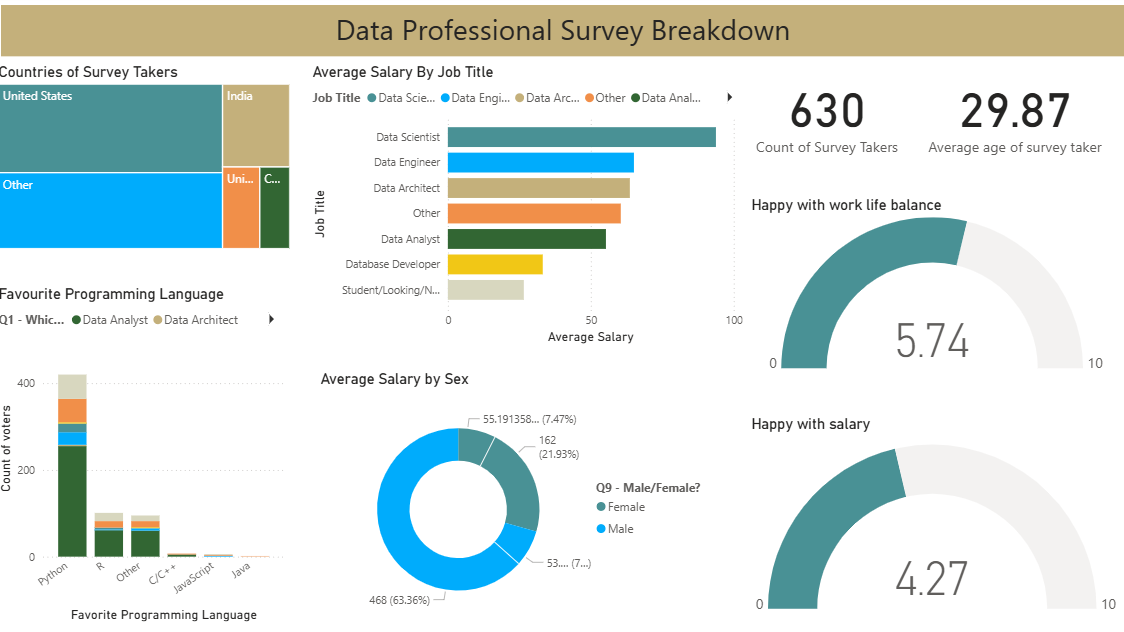 Data Professional Survey Breakdown
Countries of Survey Takers
United States
India
Other
Uni...
C...
Average Salary By Job Title
Job Title Data Scie... Data Engi... Data Arc... Other Data Anal...
Job Title
Data Scientist
Data Engineer
Data Architect
Other
Data Analyst
Database Developer
Student/Looking/N...
0 50 100
Average Salary
630
Count of Survey Takers
29.87
Average age of survey taker
Happy with work life balance
5.74
0 10
Favourite Programming Language
Q1 - Whic... Data Analyst Data Architect
Count of voters
400
200
0
Python R Other C/C++ JavaScript Java
Favorite Programming Language
Average Salary by Sex
55.191358... (7.47%)
162
(21.93%)
53.... (7...)
468 (63.36%)
Q9 - Male/Female?
Female
Male
Happy with salary
4.27
0 10